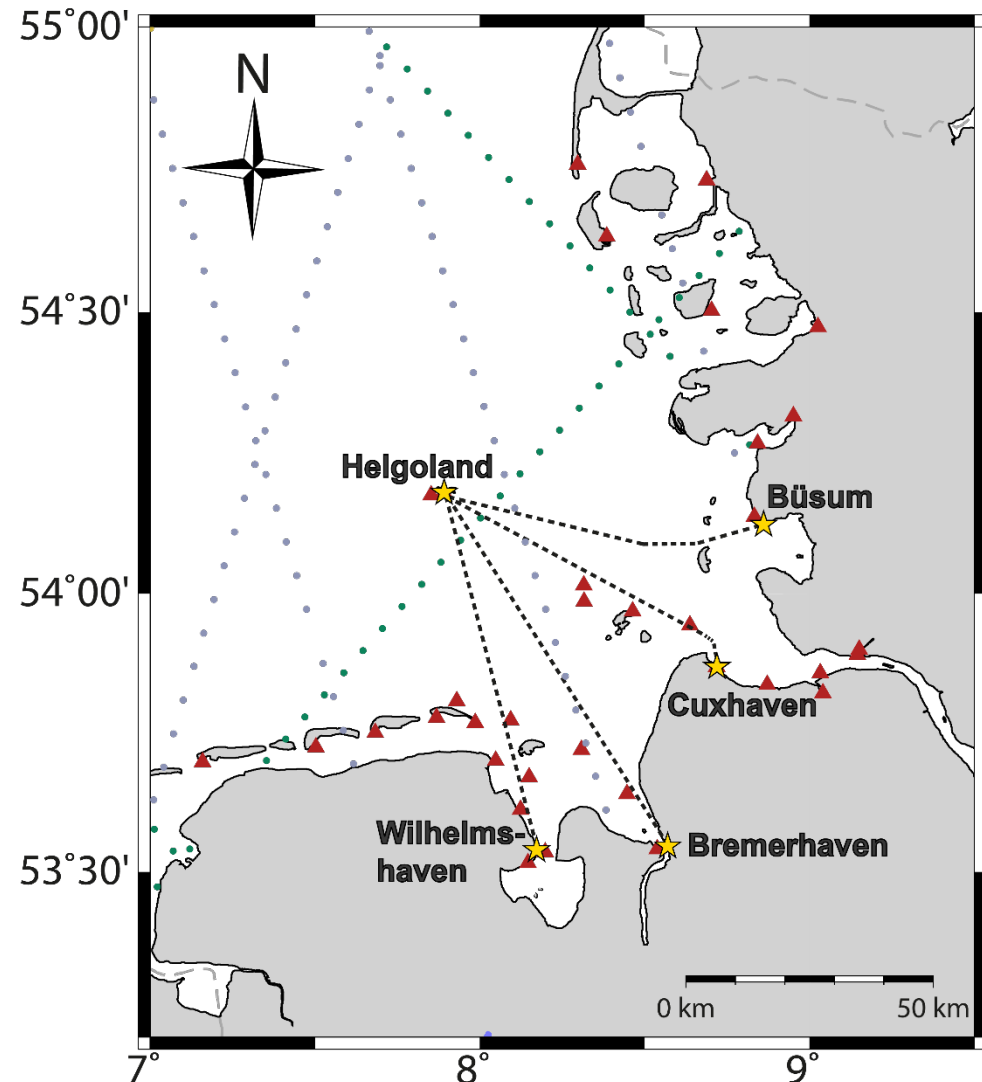 55°00'
N
54°30'
Helgoland
Büsum
54°00'
Cuxhaven
Wilhelms-
haven
Bremerhaven
53°30'
0 km
50 km
7°
8°
9°